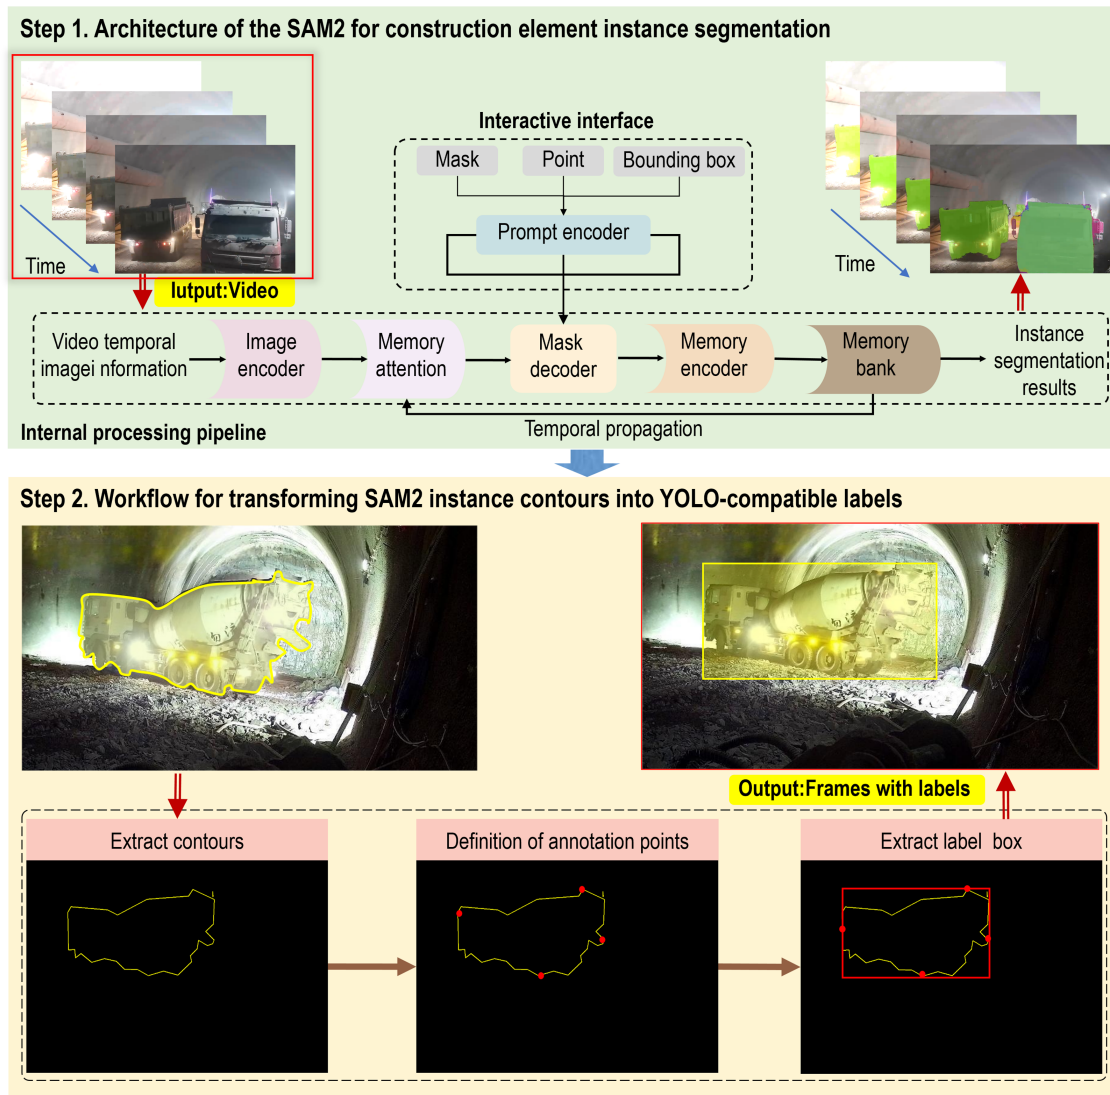 Step 1. Architecture of the SAM2 for construction element instance segmentation
Interactive interface
Mask
Point
Bounding box
Prompt encoder
Time
Iutput:Video
Time
Video temporal
imagei nformation
Image
encoder
Memory
attention
Mask
decoder
Memory
encoder
Memory
bank
Instance
segmentation
results
Internal processing pipeline
Temporal propagation
Step 2. Workflow for transforming SAM2 instance contours into YOLO-compatible labels
Output:Frames with labels
Extract contours
Definition of annotation points
Extract label box